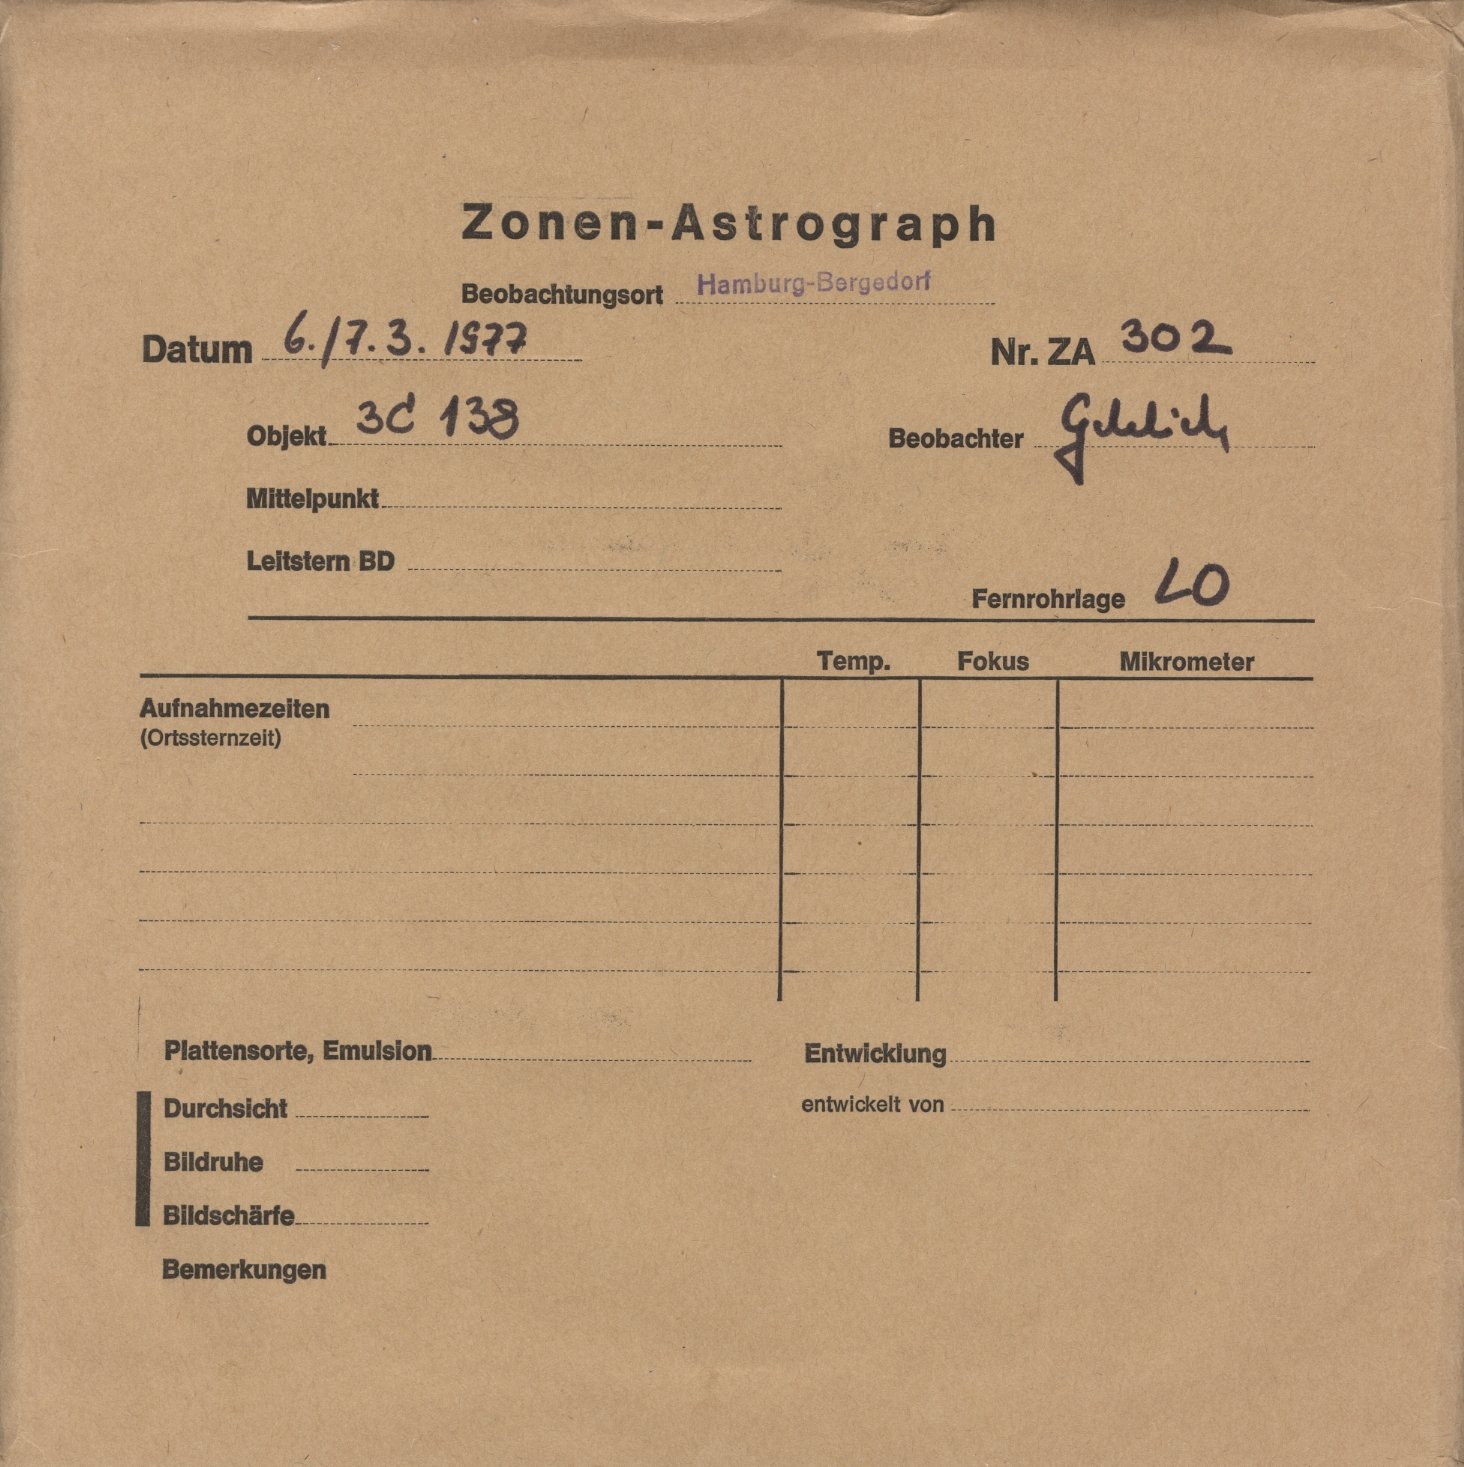 Zonen-Astrograph
Beobachtungsort Hamburg-Bergedorf
Datum 6./7.3.1977
Nr. ZA 302
Objekt 3C 138
Beobachter
Mittelpunkt
Leitstern BD
Fernrohrlage LO
Temp. Fokus Mikrometer
Aufnahmezeiten
(Ortssternzeit)
Plattensorte, Emulsion
Entwicklung
Durchsicht
entwickelt von
Bildruhe
Bildschärfe
Bemerkungen